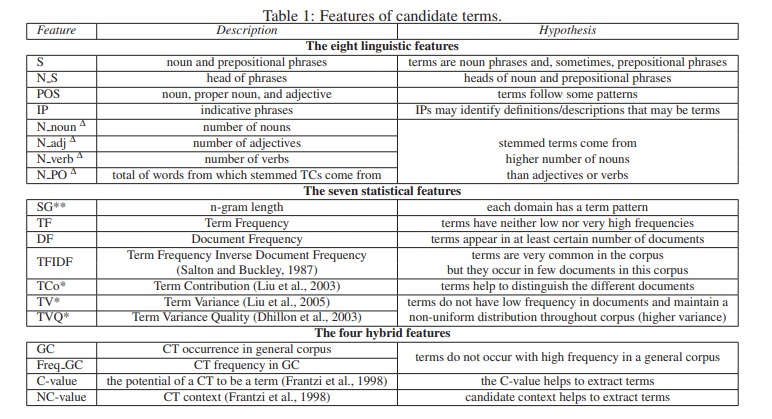 Table 1: Features of candidate terms.
Feature Description Hypothesis
The eight linguistic features
S noun and prepositional phrases terms are noun phrases and, sometimes, prepositional phrases
N_S head of phrases heads of noun and prepositional phrases
POS noun, proper noun, and adjective terms follow some patterns
IP indicative phrases IPs may identify definitions/descriptions that may be terms
N_noun Δ number of nouns
N_adj Δ number of adjectives stemmed terms come from
N_verb Δ number of verbs higher number of nouns
N_PO Δ total of words from which stemmed TCs come from than adjectives or verbs
The seven statistical features
SG** n-gram length each domain has a term pattern
TF Term Frequency terms have neither low nor very high frequencies
DF Document Frequency terms appear in at least certain number of documents
TFIDF Term Frequency Inverse Document Frequency terms are very common in the corpus
(Salton and Buckley, 1987) but they occur in few documents in this corpus
TCo* Term Contribution (Liu et al., 2003) terms help to distinguish the different documents
TV* Term Variance (Liu et al., 2005) terms do not have low frequency in documents and maintain a
TVQ* Term Variance Quality (Dhillon et al., 2003) non-uniform distribution throughout corpus (higher variance)
The four hybrid features
GC CT occurrence in general corpus terms do not occur with high frequency in a general corpus
Freq_GC CT frequency in GC
C-value the potential of a CT to be a term (Frantzi et al., 1998) the C-value helps to extract terms
NC-value CT context (Frantzi et al., 1998) candidate context helps to extract terms